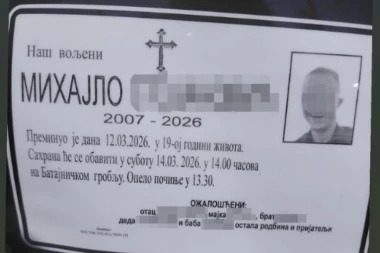 Наш вољени
МИХАЈЛО
2007 - 2026
Преминуо је дана 12.03.2026. у 19-ој години живота.
Сахрана ће се обавити у суботу 14.03. 2026. у 14.00 часова
на Батајничком гробљу. Опело почиње у 13.30.
ОЖАЛОШЋЕНИ:
отац мајка брат
деда и баба остала родбина и пријатељи